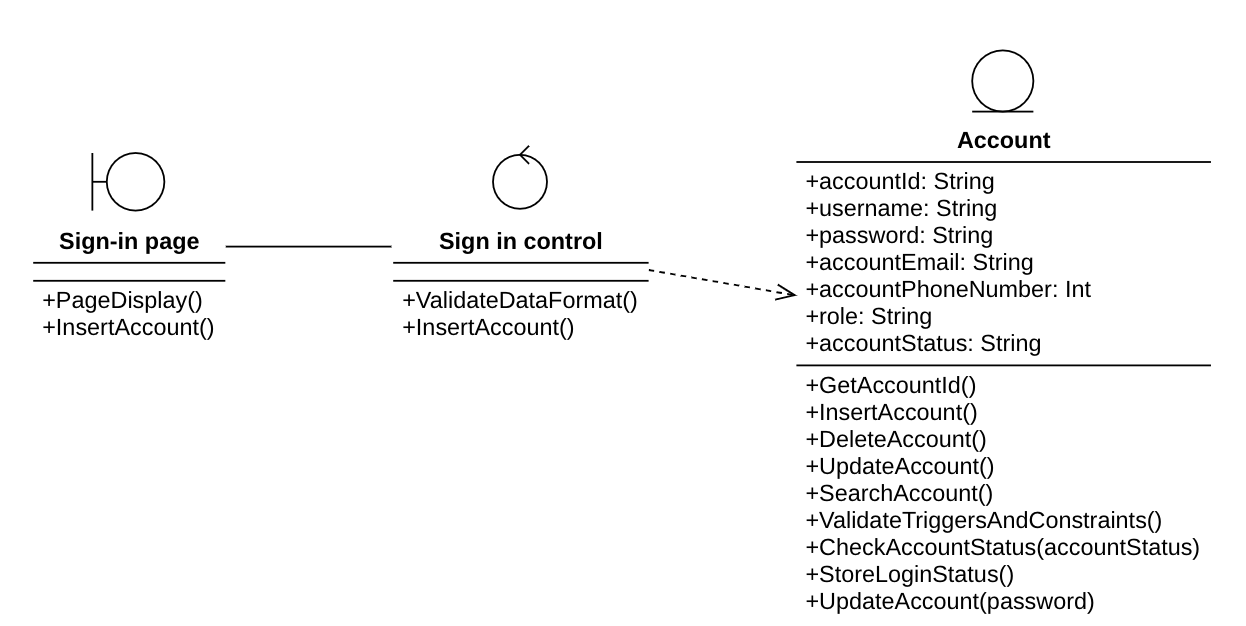 Sign-in page
+PageDisplay()
+InsertAccount()
Sign in control
+ValidateDataFormat()
+InsertAccount()
Account
+accountId: String
+username: String
+password: String
+accountEmail: String
+accountPhoneNumber: Int
+role: String
+accountStatus: String
+GetAccountId()
+InsertAccount()
+DeleteAccount()
+UpdateAccount()
+SearchAccount()
+ValidateTriggersAndConstraints()
+CheckAccountStatus(accountStatus)
+StoreLoginStatus()
+UpdateAccount(password)